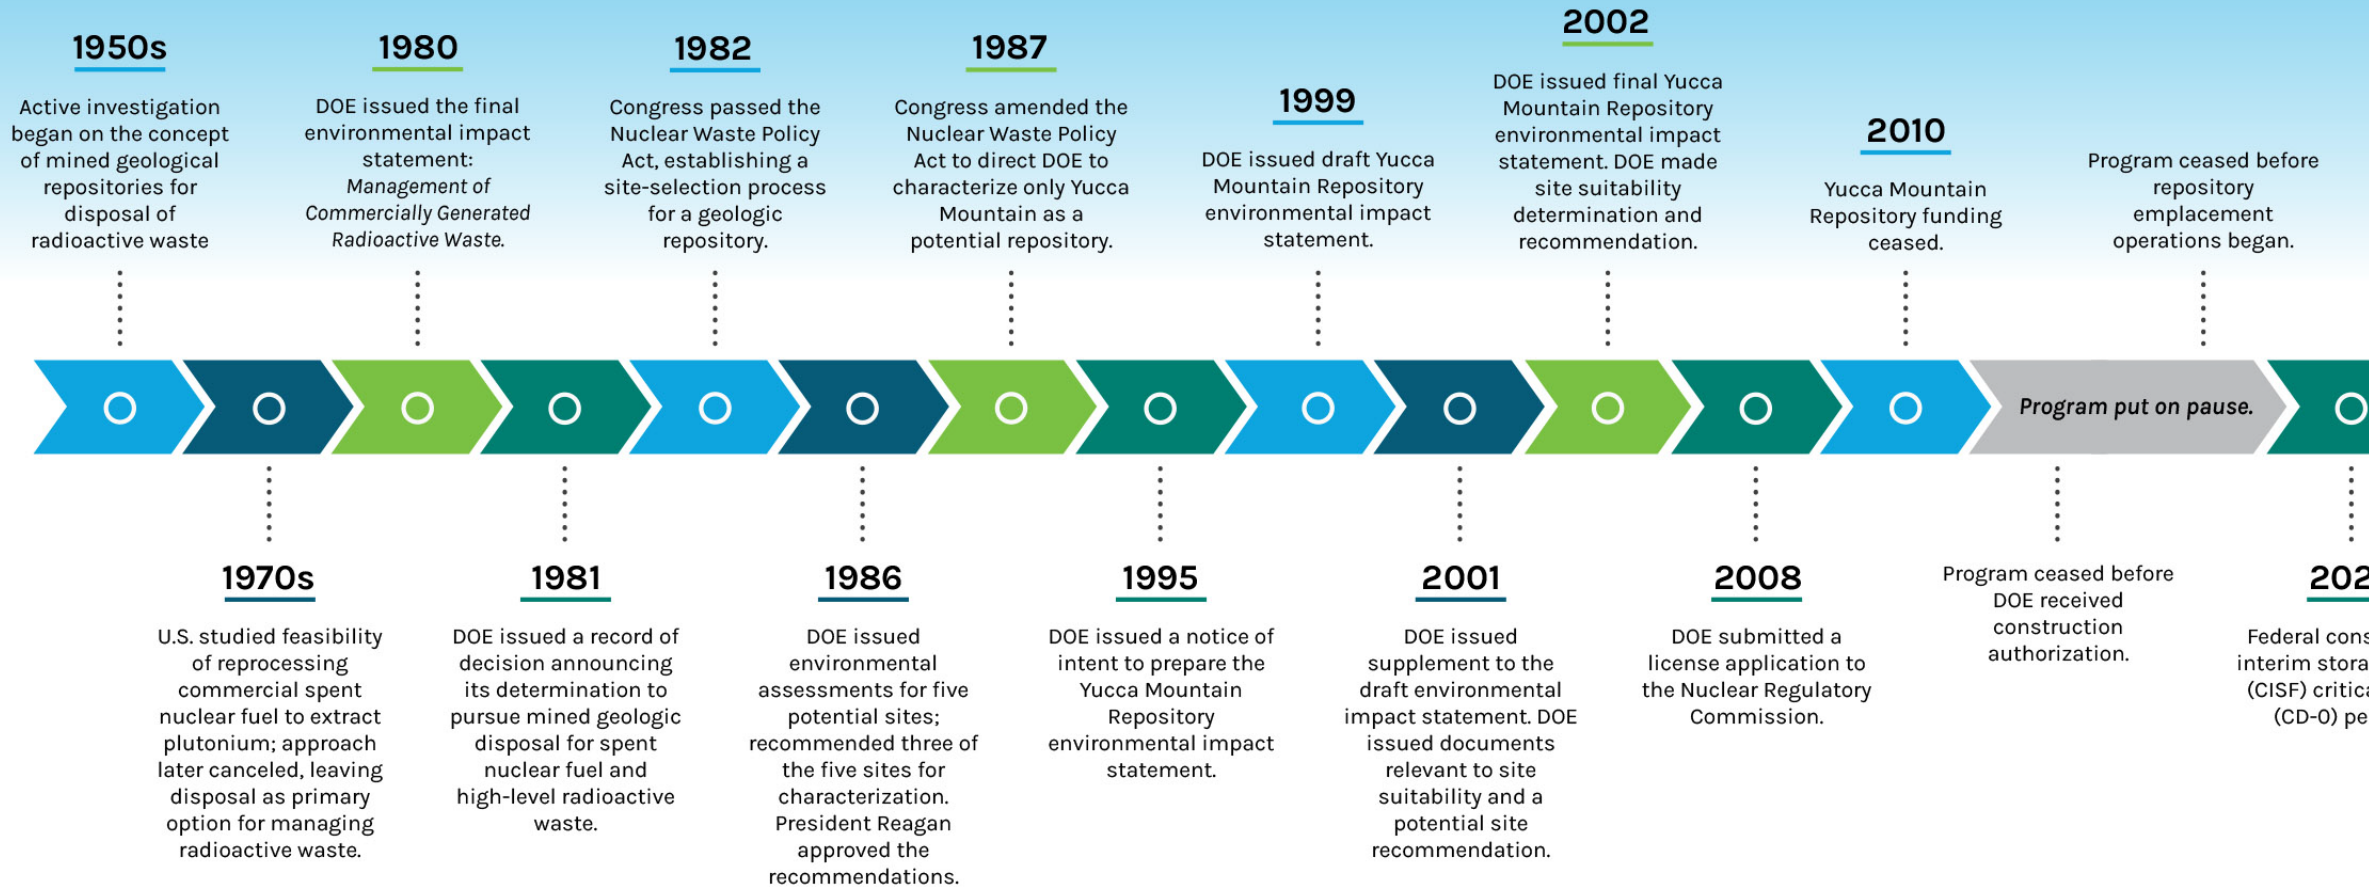 1950s
Active investigation
began on the concept
of mined geological
repositories for
disposal of
radioactive waste
1970s
U.S. studied feasibility
of reprocessing
commercial spent
nuclear fuel to extract
plutonium; approach
later canceled, leaving
disposal as primary
option for managing
radioactive waste.
1980
DOE issued the final
environmental impact
statement:
Management of
Commercially Generated
Radioactive Waste.
1981
DOE issued a record of
decision announcing
its determination to
pursue mined geologic
disposal for spent
nuclear fuel and
high-level radioactive
waste.
1982
Congress passed the
Nuclear Waste Policy
Act, establishing a
site-selection process
for a geologic
repository.
1986
DOE issued
environmental
assessments for five
potential sites;
recommended three of
the five sites for
characterization.
President Reagan
approved the
recommendations.
1987
Congress amended the
Nuclear Waste Policy
Act to direct DOE to
characterize only Yucca
Mountain as a
potential repository.
1995
DOE issued a notice of
intent to prepare the
Yucca Mountain
Repository
environmental impact
statement.
1999
DOE issued draft Yucca
Mountain Repository
environmental impact
statement.
2001
DOE issued
supplement to the
draft environmental
impact statement. DOE
issued documents
relevant to site
suitability and a
potential site
recommendation.
2002
DOE issued final Yucca
Mountain Repository
environmental impact
statement. DOE made
site suitability
determination and
recommendation.
2008
DOE submitted a
license application to
the Nuclear Regulatory
Commission.
2010
Yucca Mountain
Repository funding
ceased.
Program put on pause.
Program ceased before
DOE received
construction
authorization.
Program ceased before
repository
emplacement
operations began.
202
Federal cons
interim stora
(CISF) critica
(CD-0) pe